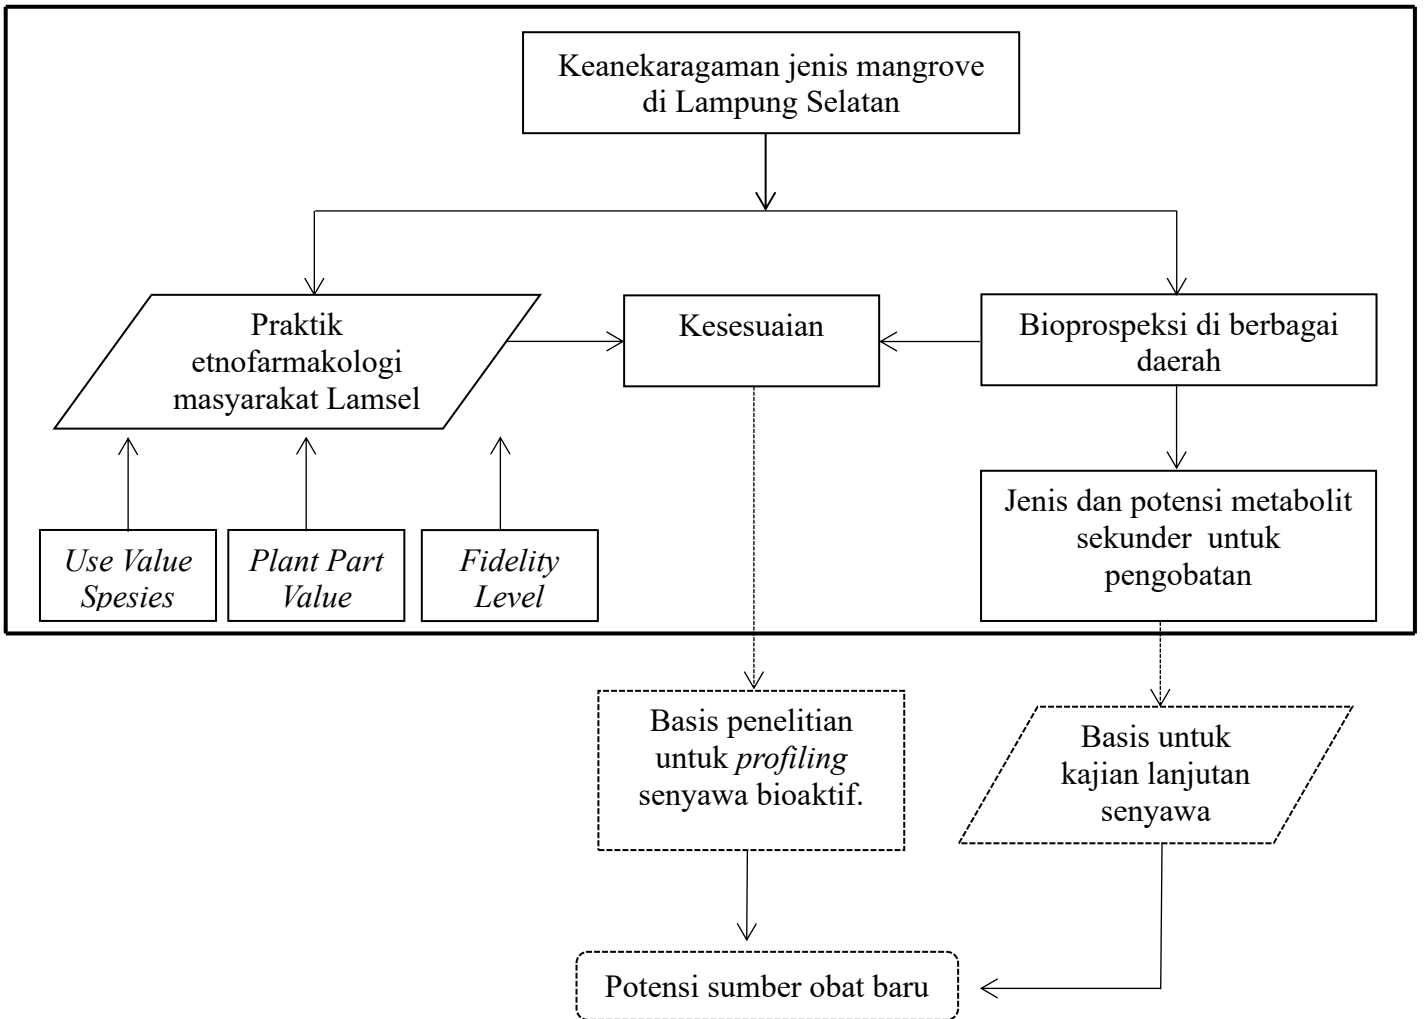 Keanekaragaman jenis mangrove
di Lampung Selatan
Praktik
etnofarmakologi
masyarakat Lamsel
Kesesuaian
Bioprospeksi di berbagai
daerah
Jenis dan potensi metabolit
sekunder untuk
pengobatan
Use Value
Spesies
Plant Part
Value
Fidelity
Level
Basis penelitian
untuk profiling
senyawa bioaktif.
Basis untuk
kajian lanjutan
senyawa
Potensi sumber obat baru